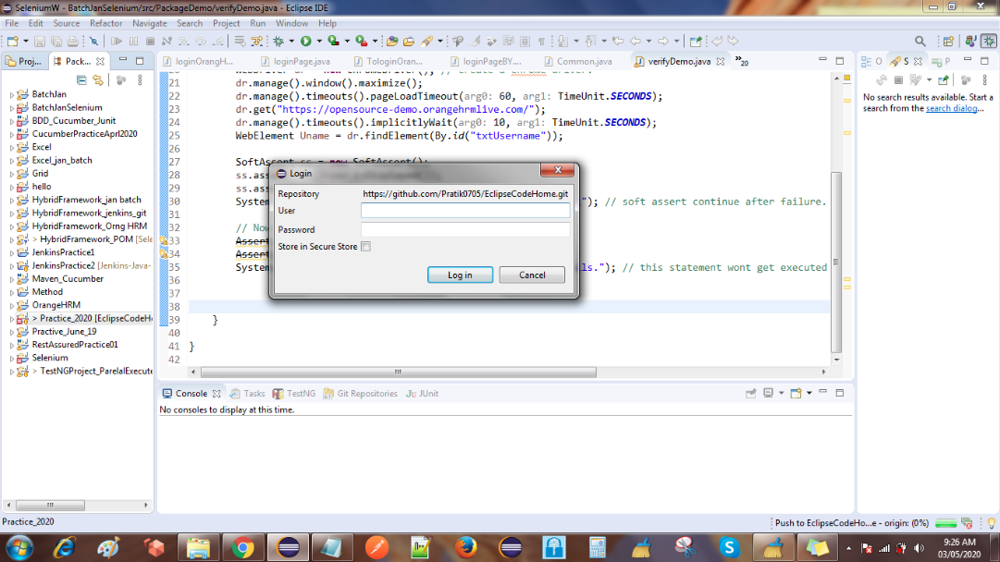 SeleniumW - BatchJanSelenium/src/PackageDemo/verifyDemo.java - Eclipse IDE
File Edit Source Refactor Navigate Search Project Run Window Help
Proj... Pack...
loginOrangH... loginPage.java TologinOran... loginPageBY.... Common.java verifyDemo.java »20
O S P
BatchJan
BatchJanSelenium
BDD_Cucumber_Junit
CucumberPracticeAprl2020
Excel
Excel_jan_batch
Grid
hello
HybridFramework_jan batch
HybridFramework_jenkins_git
HybridFramework_Orng HRM
> HybridFramework_POM [Sele
JenkinsPractice1
JenkinsPractice2 [Jenkins-Java-
Maven_Cucumber
Method
OrangeHRM
> Practice_2020 [EclipseCodeH
Practive_June_19
RestAssuredPractice01
Selenium
> TestNGProject_ParelalExecute
21 dr.manage().window().maximize();
22 dr.manage().timeouts().pageLoadTimeout(arg0: 60, arg1: TimeUnit.SECONDS);
23 dr.get("https://opensource-demo.orangehrmlive.com/");
24 dr.manage().timeouts().implicitlyWait(arg0: 10, arg1: TimeUnit.SECONDS);
25 WebElement Uname = dr.findElement(By.id("txtUsername"));
26
27 SoftAssert ss = new SoftAssert();
28 ss.ass
29 ss.ass
30 System "); // soft assert continue after failure.
31
32 // Now
33 Assert
34 Assert
35 System ls."); // this statement wont get executed
36
37
38
39 }
40
41 }
42
No search results available. Start a
search from the search dialog...
Login
Repository https://github.com/Pratik0705/EclipseCodeHome.git
User
Password
Store in Secure Store
Log in Cancel
Console Tasks TestNG Git Repositories JUnit
No consoles to display at this time.
Practice_2020
Push to EclipseCodeHo...e - origin: (0%)
9:26 AM
03/05/2020